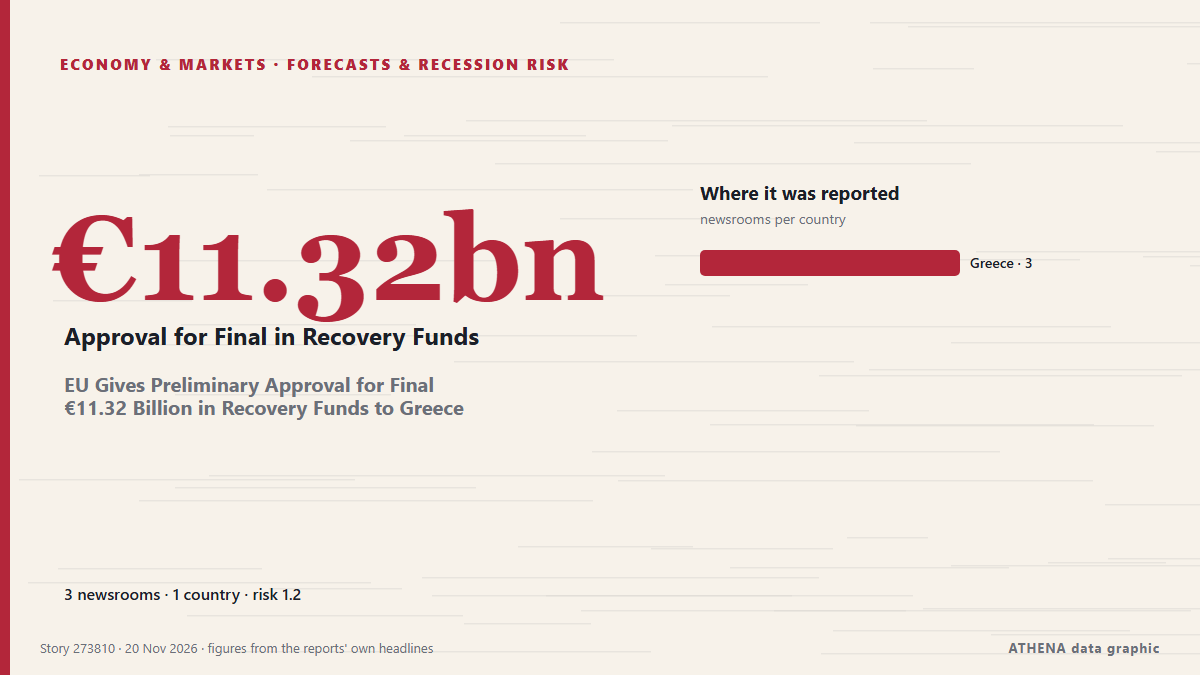 ECONOMY & MARKETS · FORECASTS & RECESSION RISK
€11.32bn
Approval for Final in Recovery Funds
EU Gives Preliminary Approval for Final
€11.32 Billion in Recovery Funds to Greece
Where it was reported
newsrooms per country
Greece · 3
3 newsrooms · 1 country · risk 1.2
Story 273810 · 20 Nov 2026 · figures from the reports' own headlines
ATHENA data graphic